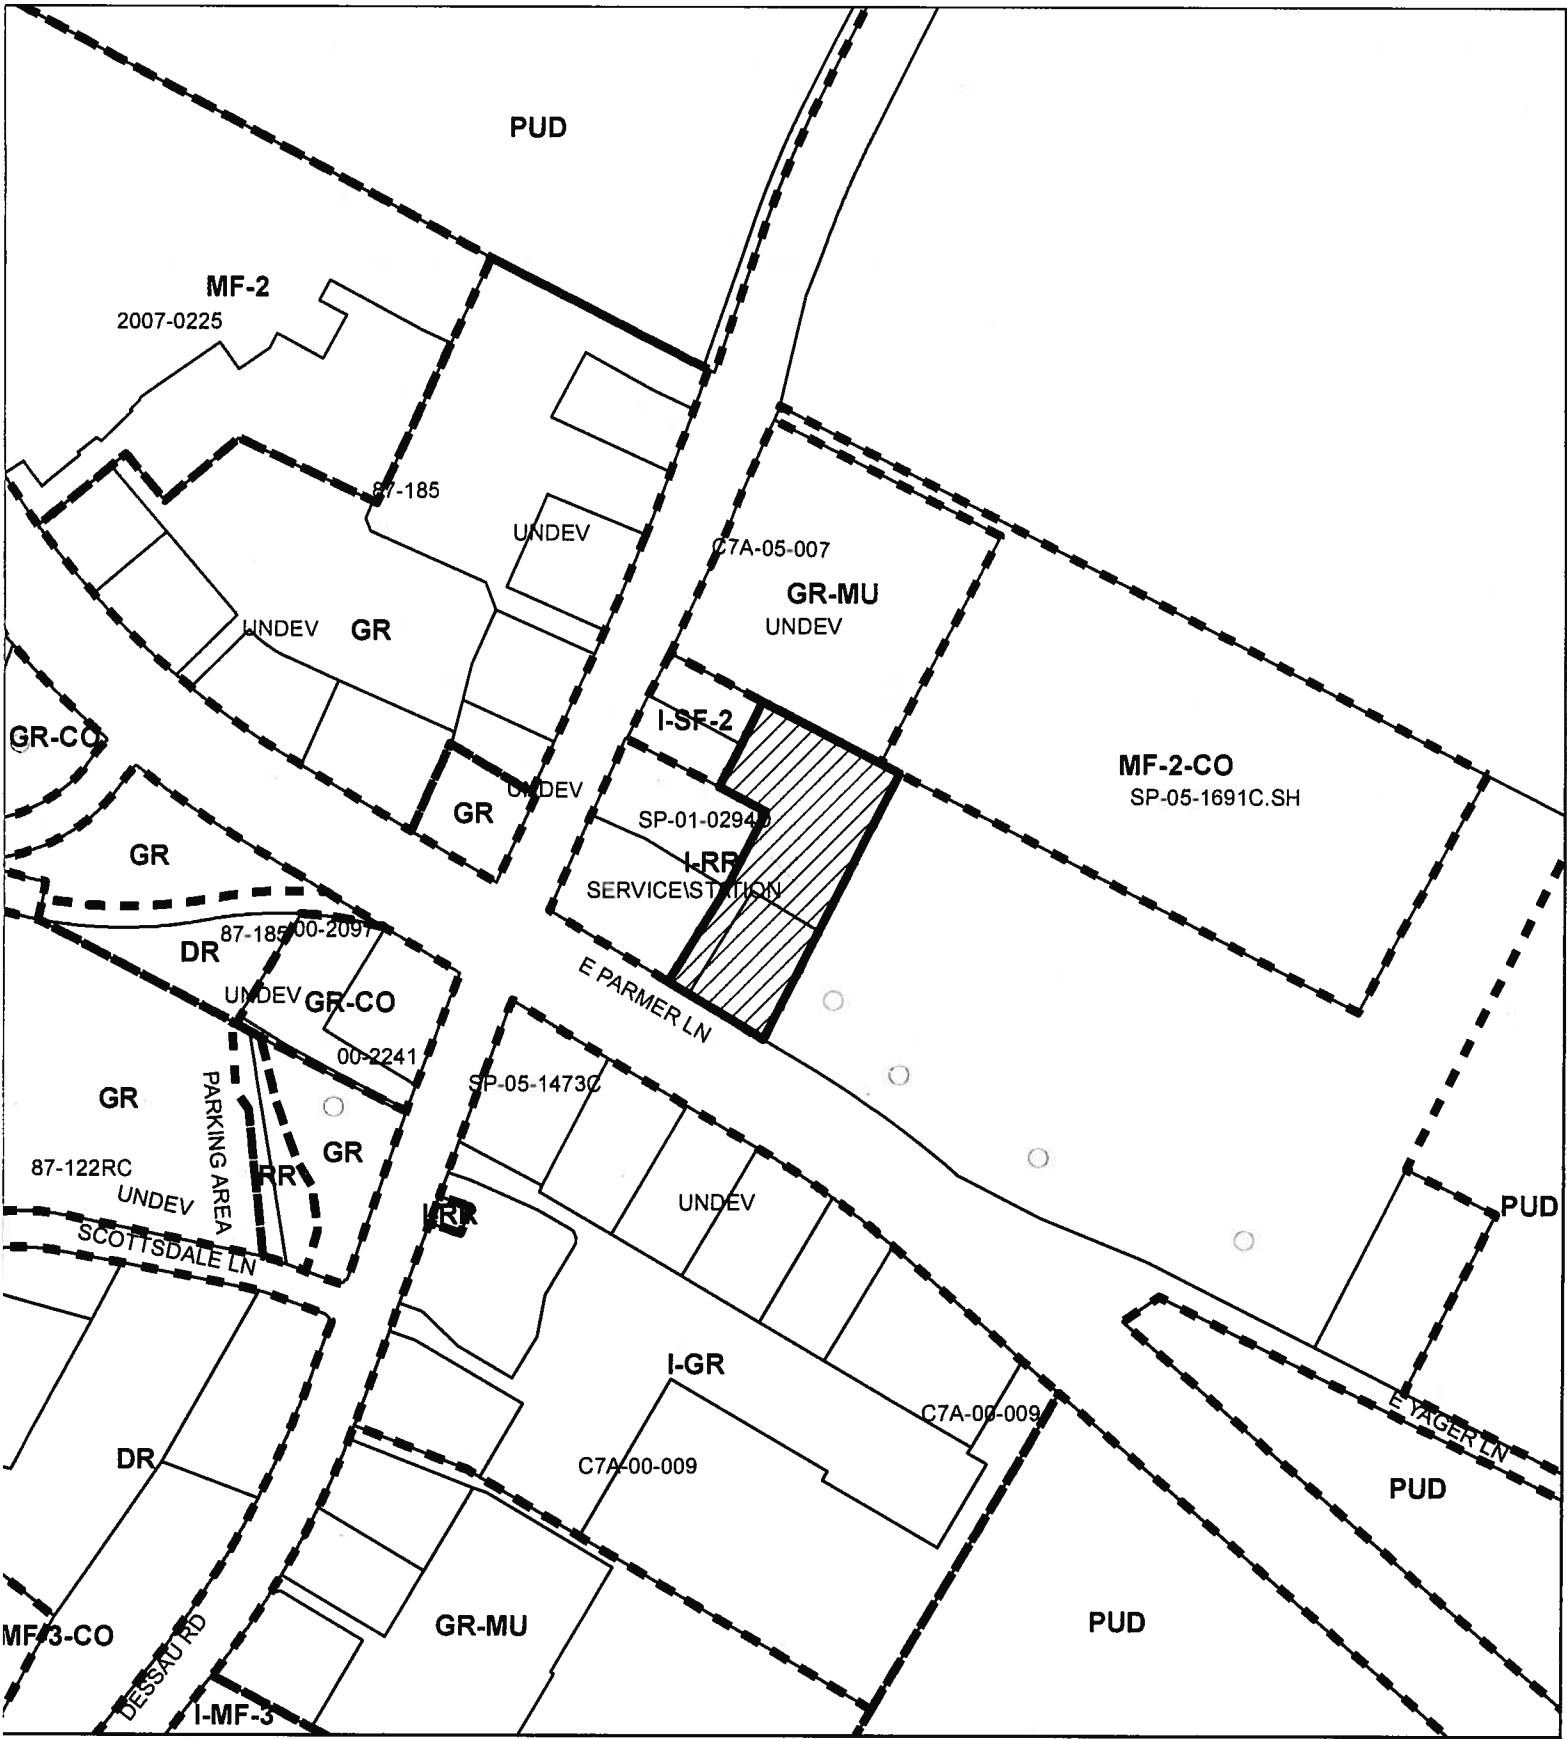 PUD
MF-2
2007-0225
87-185
UNDEV
C7A-05-007
GR-MU
UNDEV
UNDEV
GR
I-SF-2
GR-CO
MF-2-CO
SP-05-1691C.SH
UNDEV
GR
SP-01-0294D
GR
I-RR
SERVICE\STATION
87-185
00-2097
DR
UNDEV
GR-CO
E PARMER LN
00-2241
SP-05-1473C
GR
PARKING AREA
GR
87-122RC
RR
UNDEV
UNDEV
PUD
I-RR
SCOTTSDALE LN
I-GR
C7A-00-009
E YAGER LN
DR
C7A-00-009
PUD
MF-3-CO
DESSAU RD
GR-MU
PUD
I-MF-3